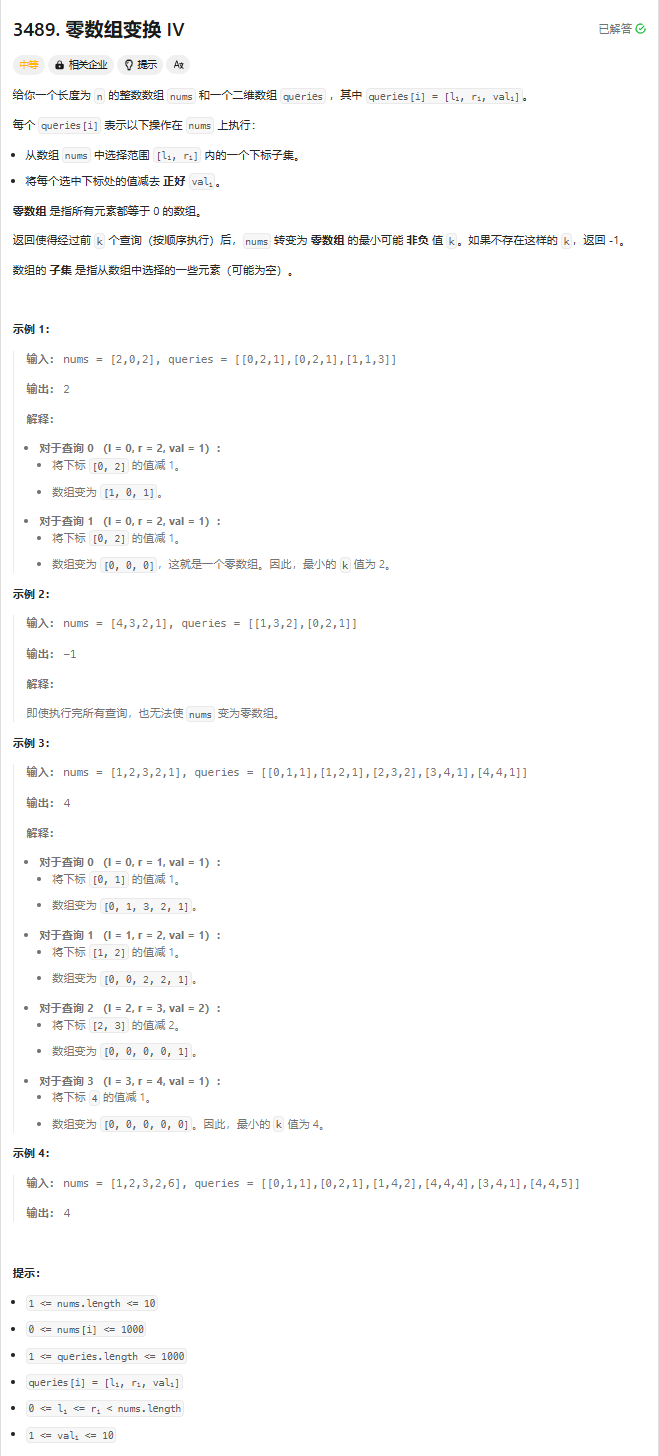 3489. 零数组变换 IV
已解答
中等
相关企业
提示
给你一个长度为 n 的整数数组 nums 和一个二维数组 queries ，其中 queries[i] = [lᵢ, rᵢ, valᵢ]。
每个 queries[i] 表示以下操作在 nums 上执行：
• 从数组 nums 中选择范围 [lᵢ, rᵢ] 内的一个下标子集。
• 将每个选中下标处的值减去 正好 valᵢ。
零数组 是指所有元素都等于 0 的数组。
返回使得经过前 k 个查询（按顺序执行）后，nums 转变为 零数组 的最小可能 非负 值 k。如果不存在这样的 k，返回 -1。
数组的 子集 是指从数组中选择的一些元素（可能为空）。
示例 1：
输入： nums = [2,0,2], queries = [[0,2,1],[0,2,1],[1,1,3]]
输出： 2
解释：
• 对于查询 0 （l = 0, r = 2, val = 1）：
• 将下标 [0, 2] 的值减 1。
• 数组变为 [1, 0, 1]。
• 对于查询 1 （l = 0, r = 2, val = 1）：
• 将下标 [0, 2] 的值减 1。
• 数组变为 [0, 0, 0]，这就是一个零数组。因此，最小的 k 值为 2。
示例 2：
输入： nums = [4,3,2,1], queries = [[1,3,2],[0,2,1]]
输出： -1
解释：
即使执行完所有查询，也无法使 nums 变为零数组。
示例 3：
输入： nums = [1,2,3,2,1], queries = [[0,1,1],[1,2,1],[2,3,2],[3,4,1],[4,4,1]]
输出： 4
解释：
• 对于查询 0 （l = 0, r = 1, val = 1）：
• 将下标 [0, 1] 的值减 1。
• 数组变为 [0, 1, 3, 2, 1]。
• 对于查询 1 （l = 1, r = 2, val = 1）：
• 将下标 [1, 2] 的值减 1。
• 数组变为 [0, 0, 2, 2, 1]。
• 对于查询 2 （l = 2, r = 3, val = 2）：
• 将下标 [2, 3] 的值减 2。
• 数组变为 [0, 0, 0, 0, 1]。
• 对于查询 3 （l = 3, r = 4, val = 1）：
• 将下标 4 的值减 1。
• 数组变为 [0, 0, 0, 0, 0]。因此，最小的 k 值为 4。
示例 4：
输入： nums = [1,2,3,2,6], queries = [[0,1,1],[0,2,1],[1,4,2],[4,4,4],[3,4,1],[4,4,5]]
输出： 4
提示：
• 1 <= nums.length <= 10
• 0 <= nums[i] <= 1000
• 1 <= queries.length <= 1000
• queries[i] = [lᵢ, rᵢ, valᵢ]
• 0 <= lᵢ <= rᵢ < nums.length
• 1 <= valᵢ <= 10